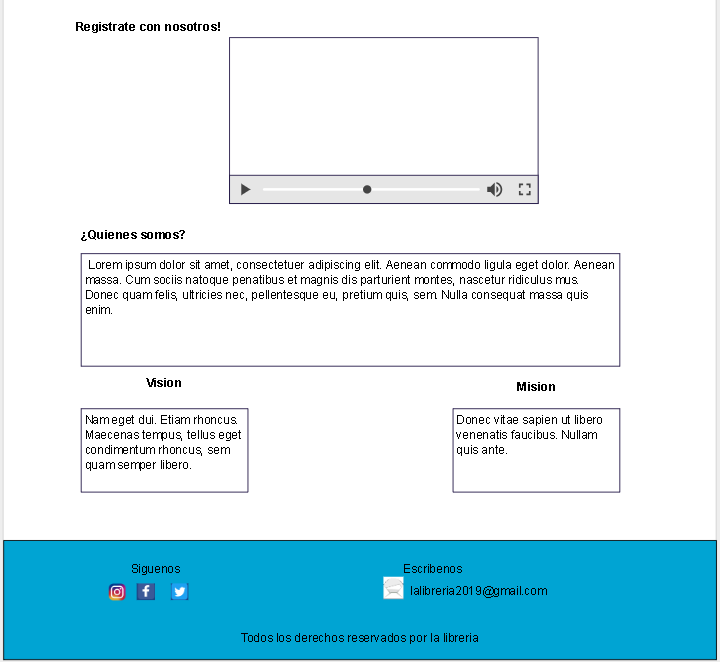 Registrate con nosotros!
¿Quienes somos?
Lorem ipsum dolor sit amet, consectetuer adipiscing elit. Aenean commodo ligula eget dolor. Aenean
massa. Cum sociis natoque penatibus et magnis dis parturient montes, nascetur ridiculus mus.
Donec quam felis, ultricies nec, pellentesque eu, pretium quis, sem. Nulla consequat massa quis
enim.
Vision
Nam eget dui. Etiam rhoncus.
Maecenas tempus, tellus eget
condimentum rhoncus, sem
quam semper libero.
Mision
Donec vitae sapien ut libero
venenatis faucibus. Nullam
quis ante.
Siguenos
Escribenos
lalibreria2019@gmail.com
Todos los derechos reservados por la libreria